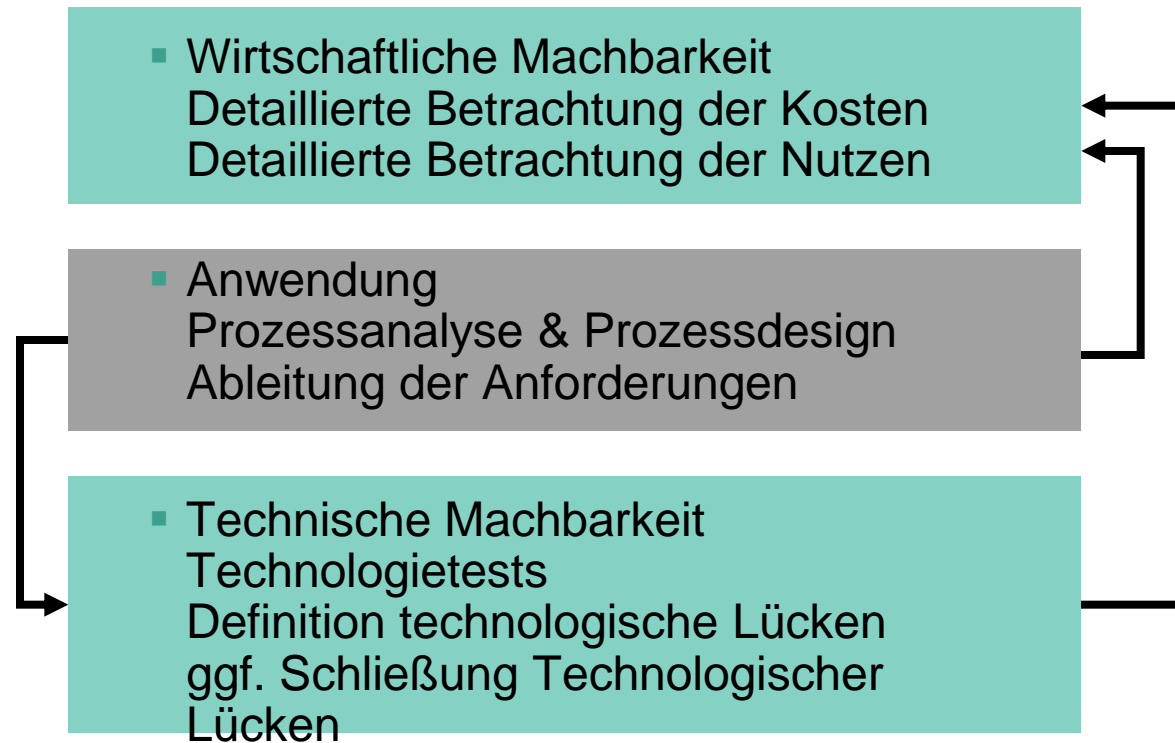 ▪ Wirtschaftliche Machbarkeit
Detaillierte Betrachtung der Kosten
Detaillierte Betrachtung der Nutzen
▪ Anwendung
Prozessanalyse & Prozessdesign
Ableitung der Anforderungen
▪ Technische Machbarkeit
Technologietests
Definition technologische Lücken
ggf. Schließung Technologischer
Lücken